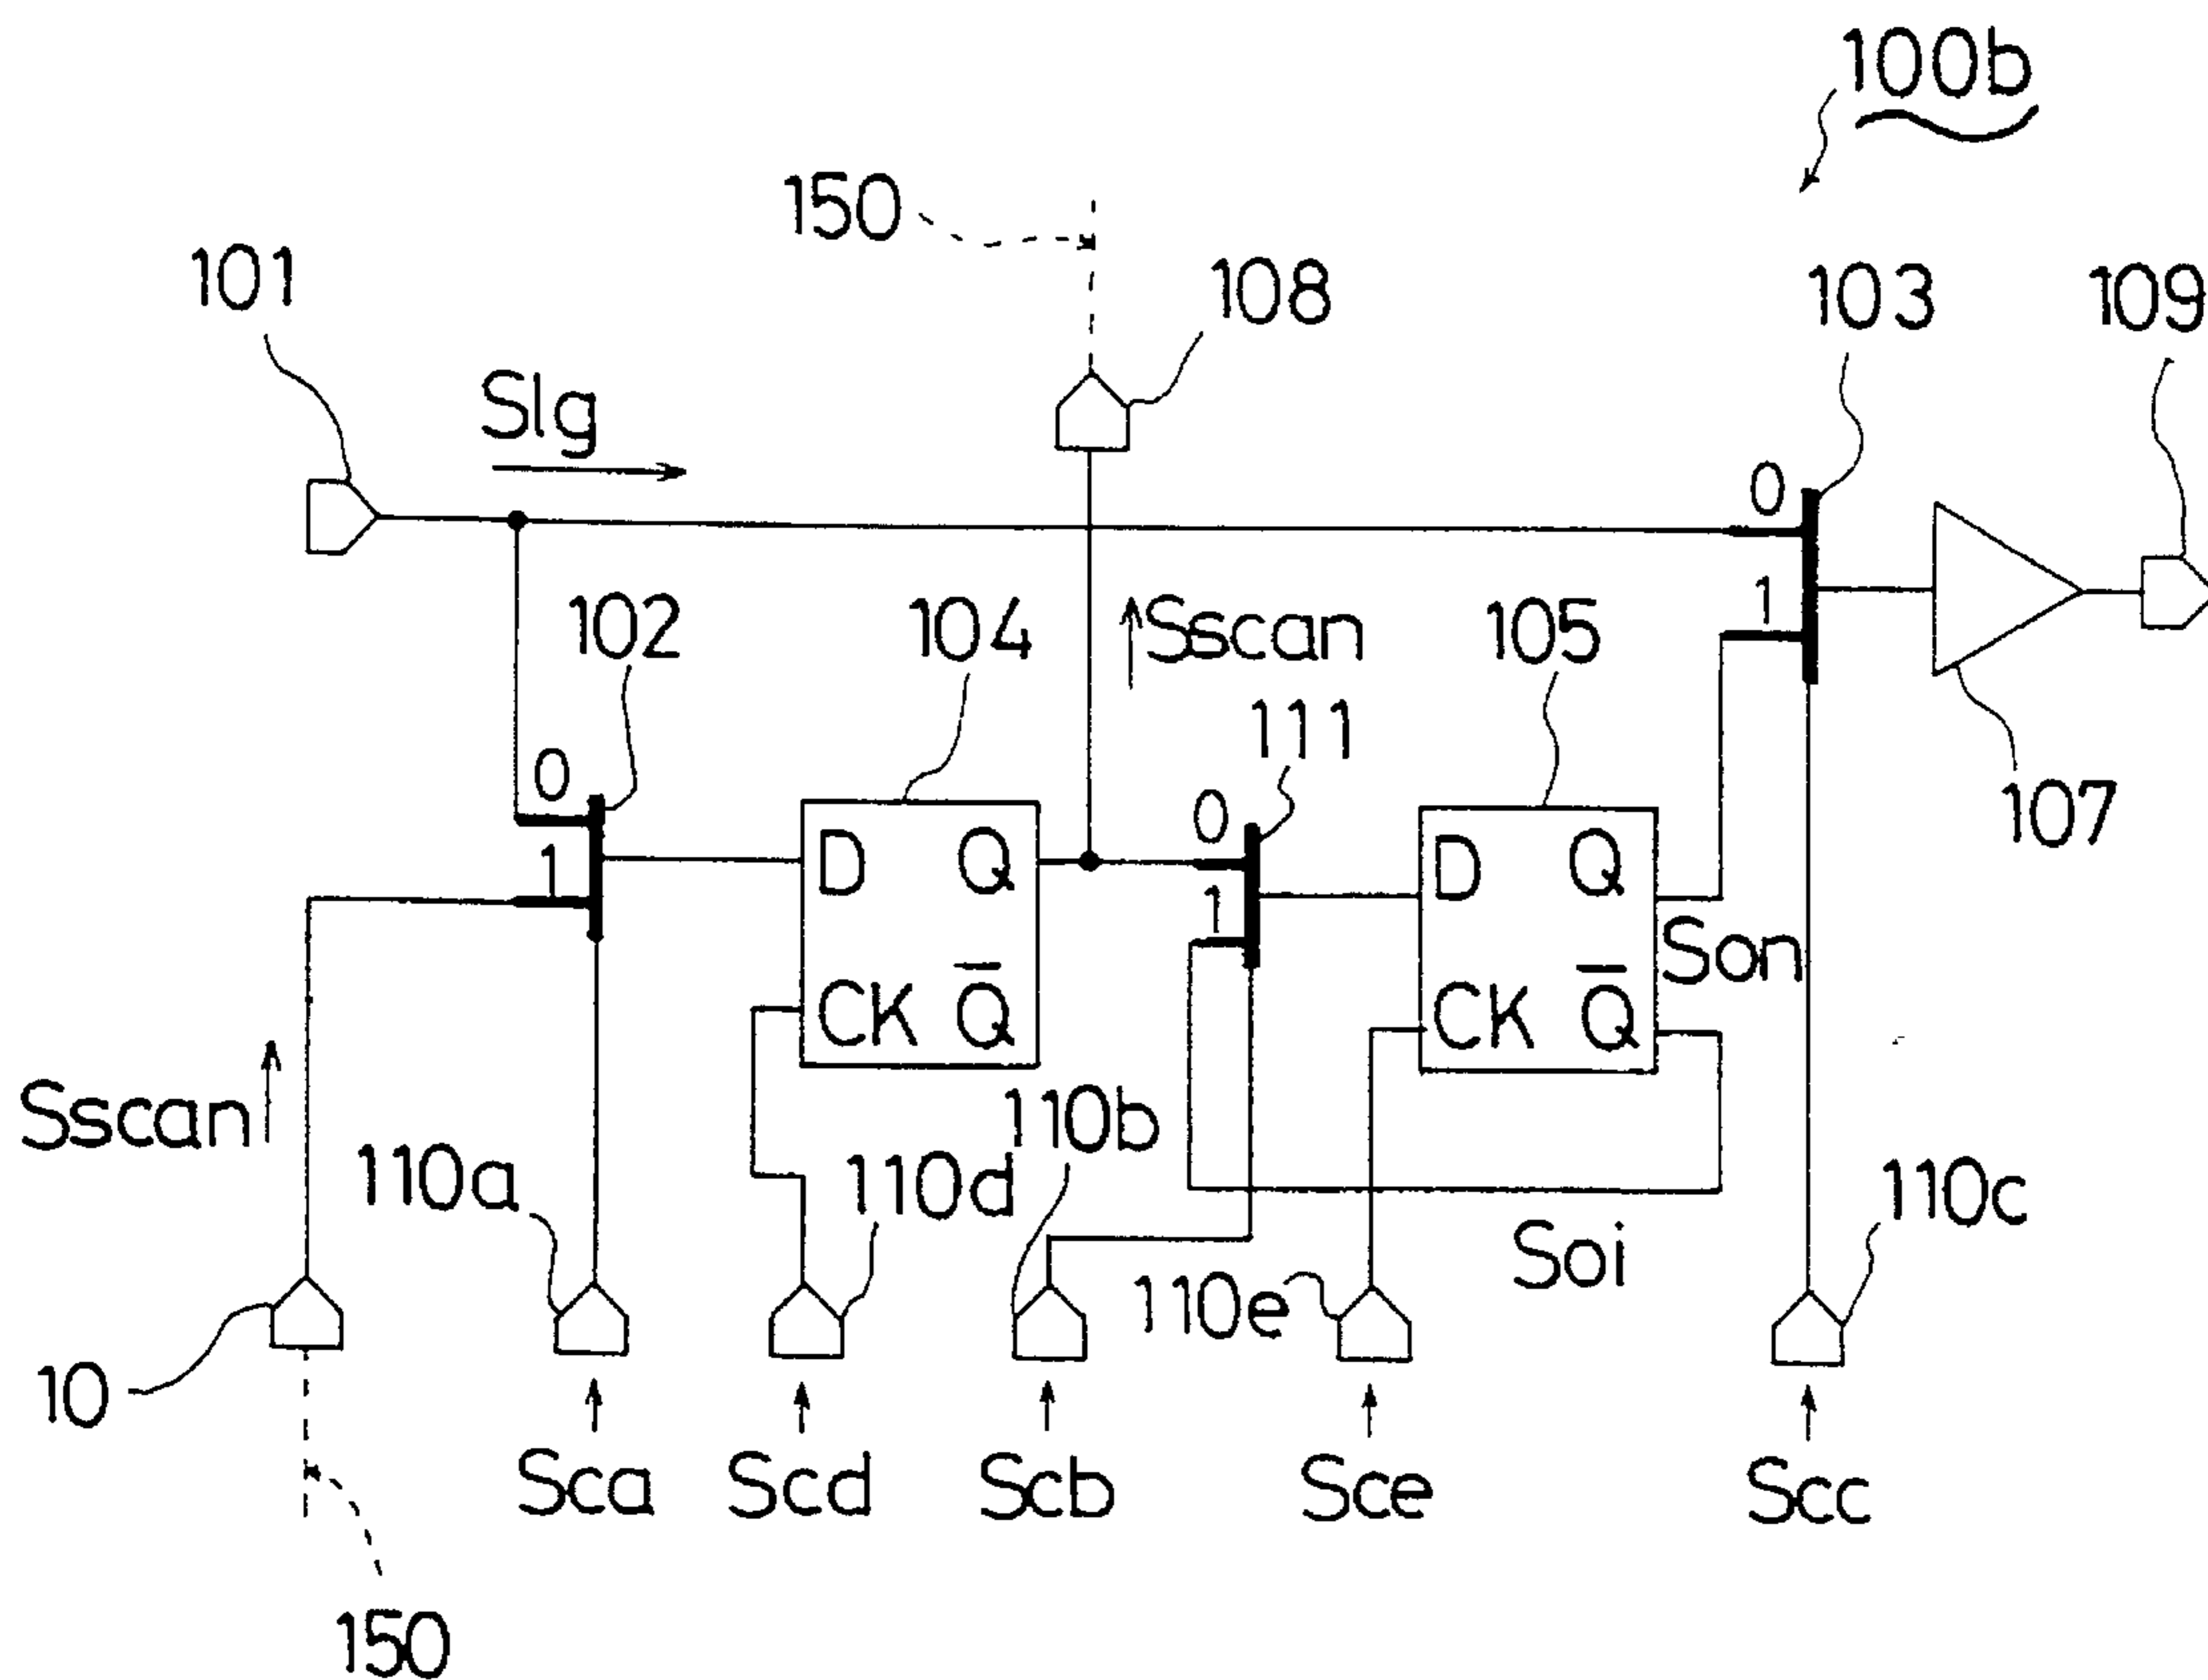 100b
150
101
108
103
109
Slg
0
1
102
104
Sscan
105
111
107
0
1
0
1
D Q
CK Q̅
D Q
CK Q̅
Son
Sscan
110a
110d
110b
110e
Soi
110c
10
Sca
Scd
Scb
Sce
Scc
150